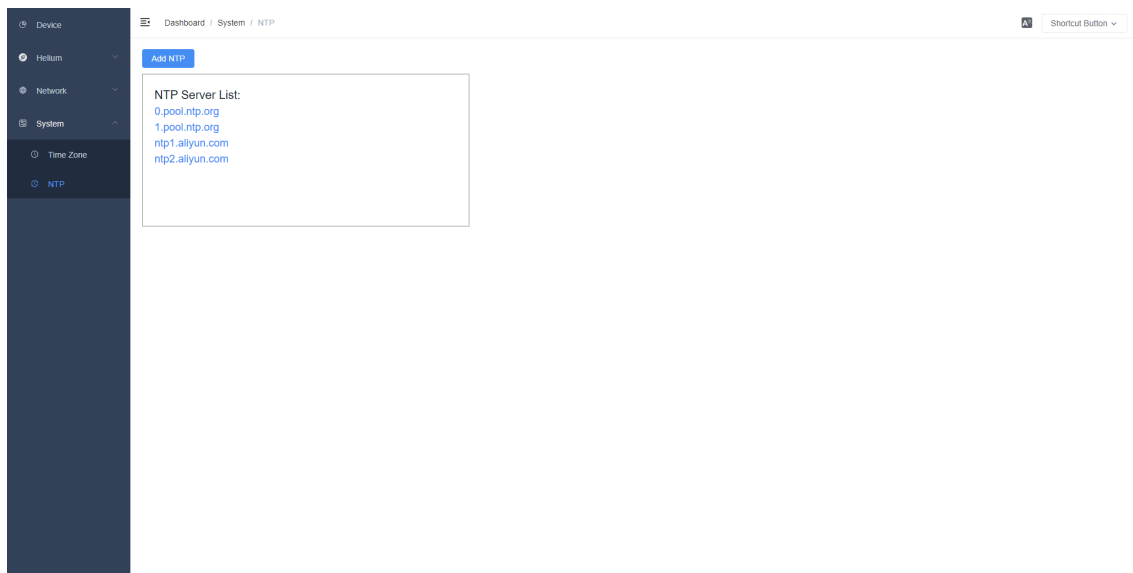 Device
Helium
Network
System
Time Zone
NTP
Dashboard / System / NTP
Shortcut Button
Add NTP
NTP Server List:
0.pool.ntp.org
1.pool.ntp.org
ntp1.aliyun.com
ntp2.aliyun.com